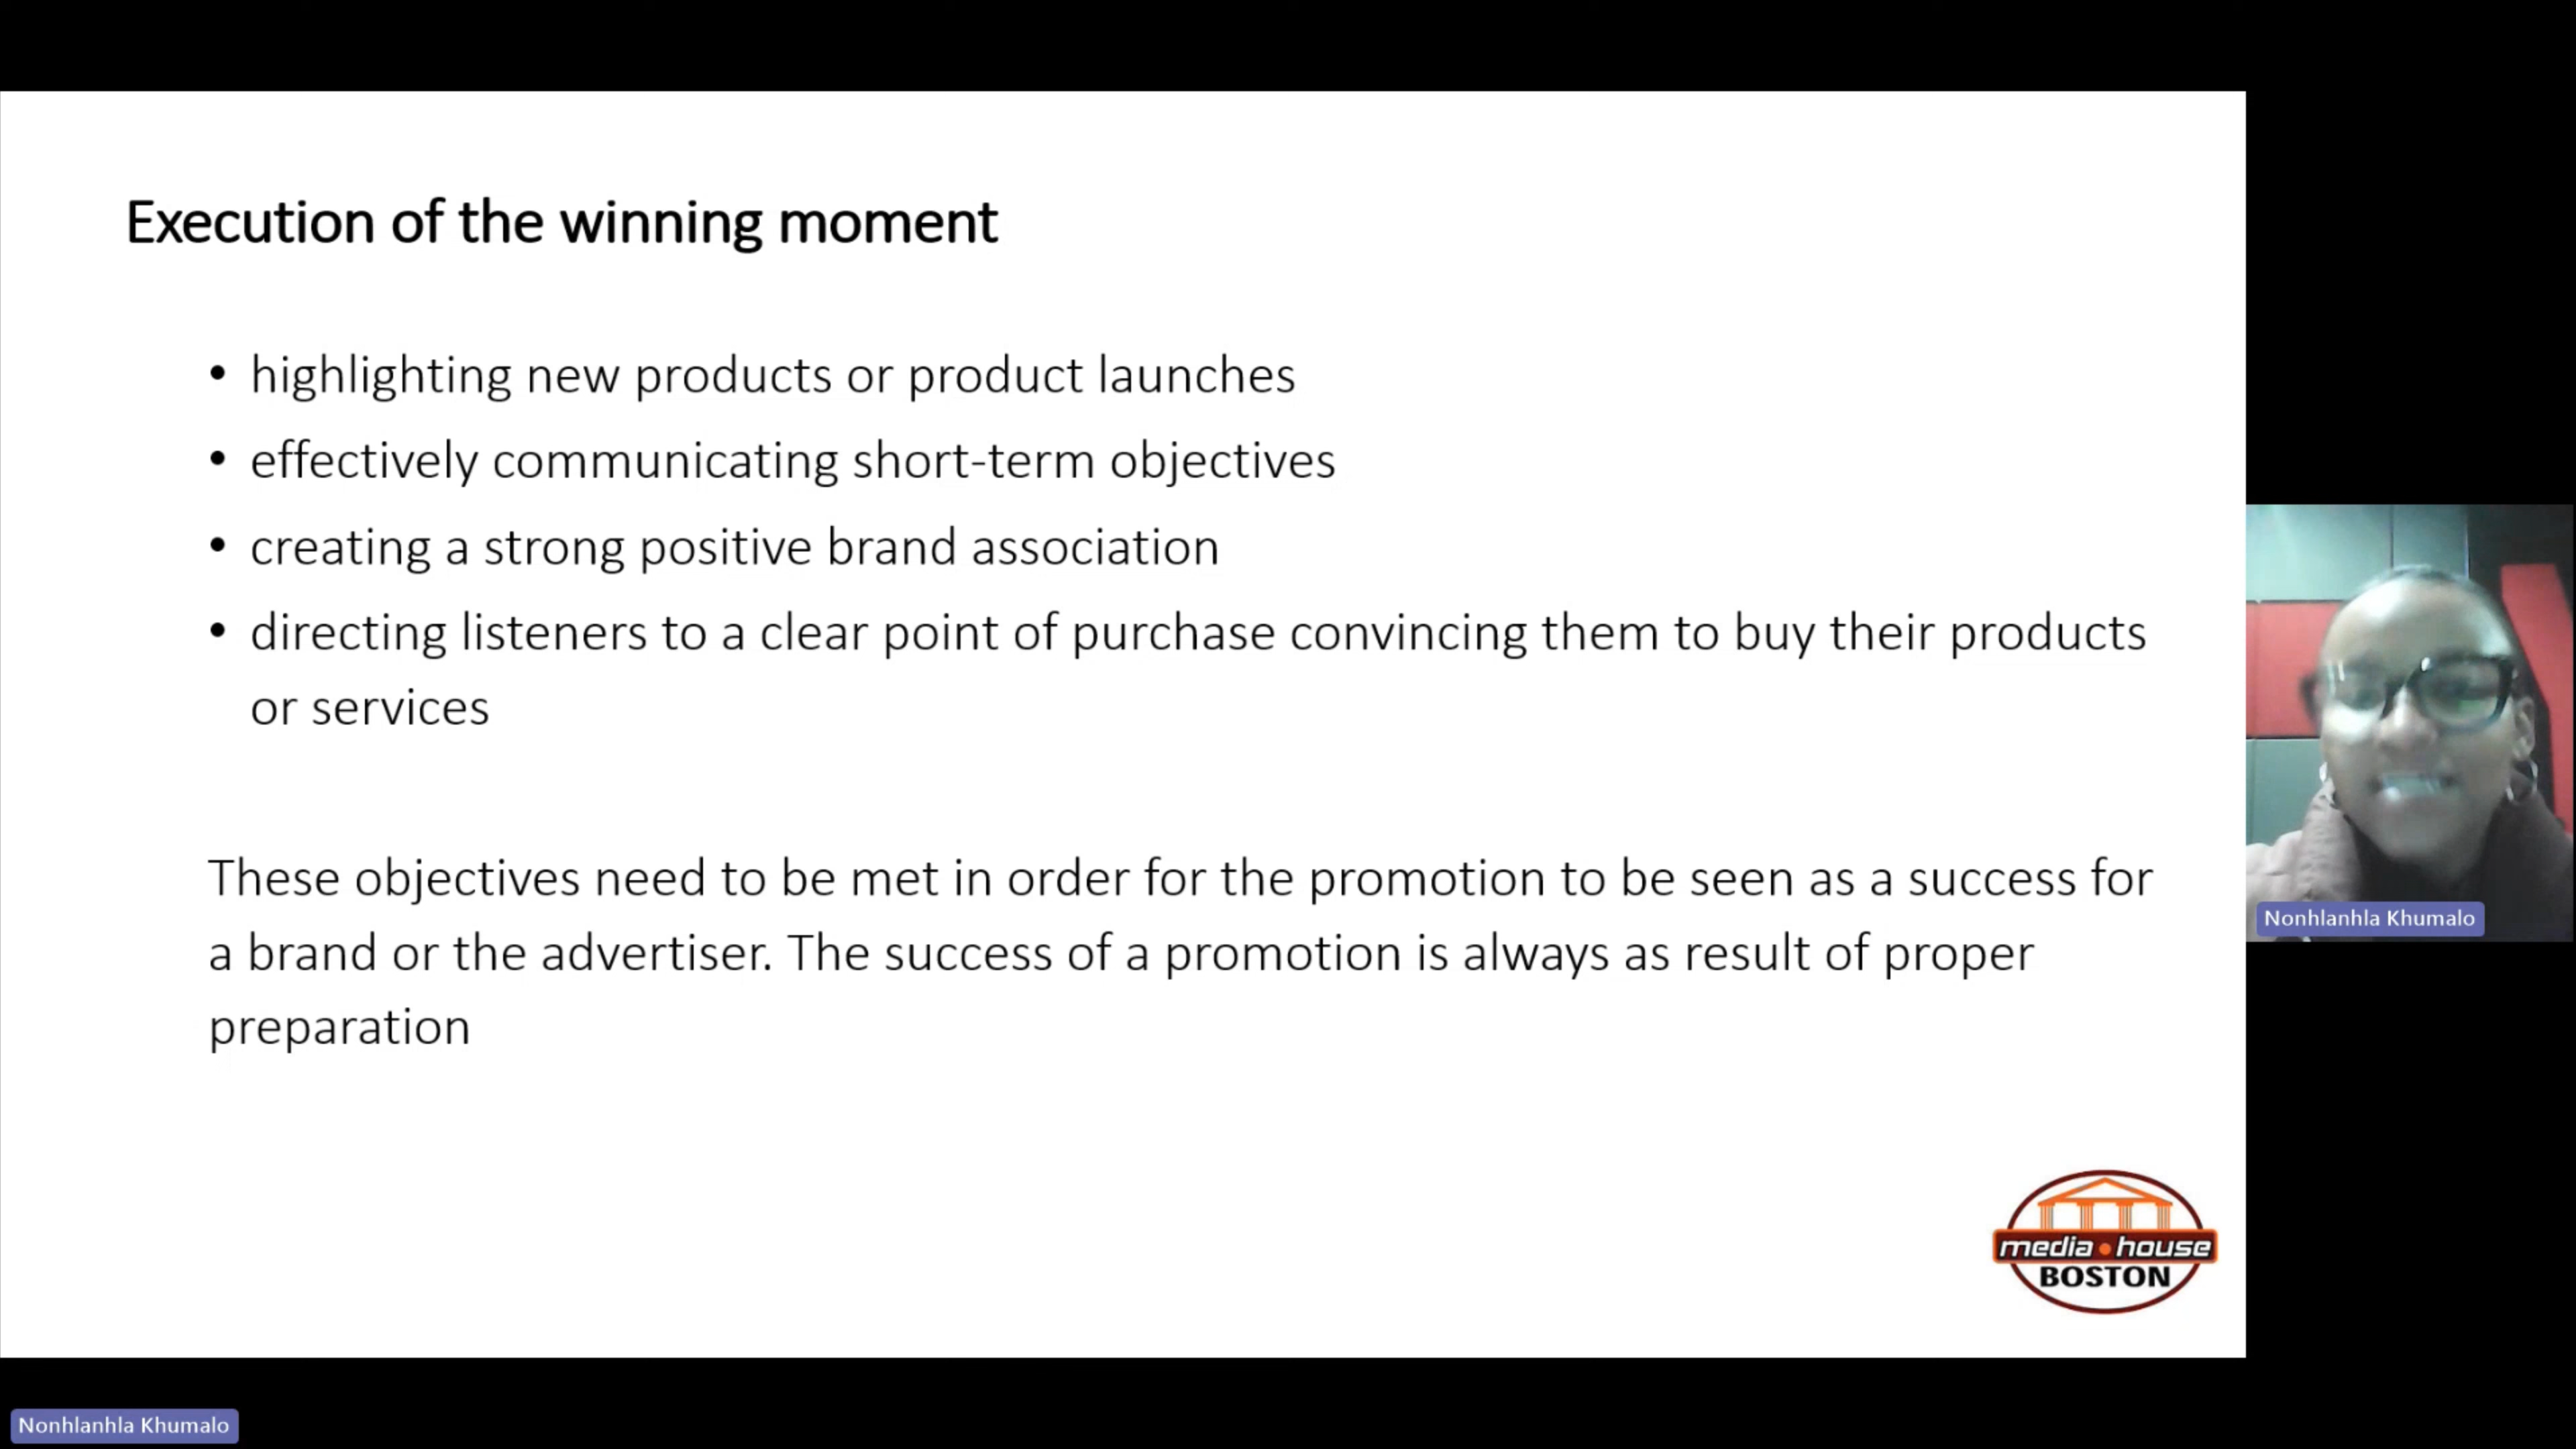 Execution of the winning moment
• highlighting new products or product launches
• effectively communicating short-term objectives
• creating a strong positive brand association
• directing listeners to a clear point of purchase convincing them to buy their products
or services
These objectives need to be met in order for the promotion to be seen as a success for
a brand or the advertiser. The success of a promotion is always as result of proper
preparation
Nonhlanhla Khumalo
media • house
BOSTON
Nonhlanhla Khumalo